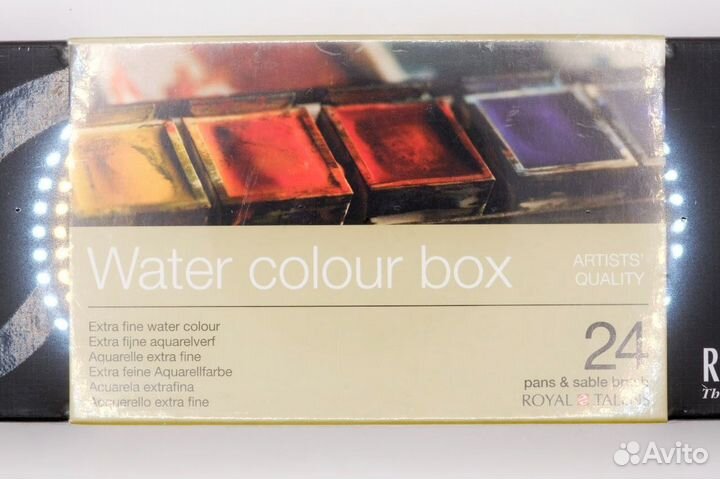 Water colour box
ARTISTS'
QUALITY
Extra fine water colour
Extra fijne aquarelverf
Aquarelle extra fine
Extra feine Aquarellfarbe
Acuarela extrafina
Acquerello extra fine
24
pans & sable brush
ROYAL TALENS
R
Th
Avito